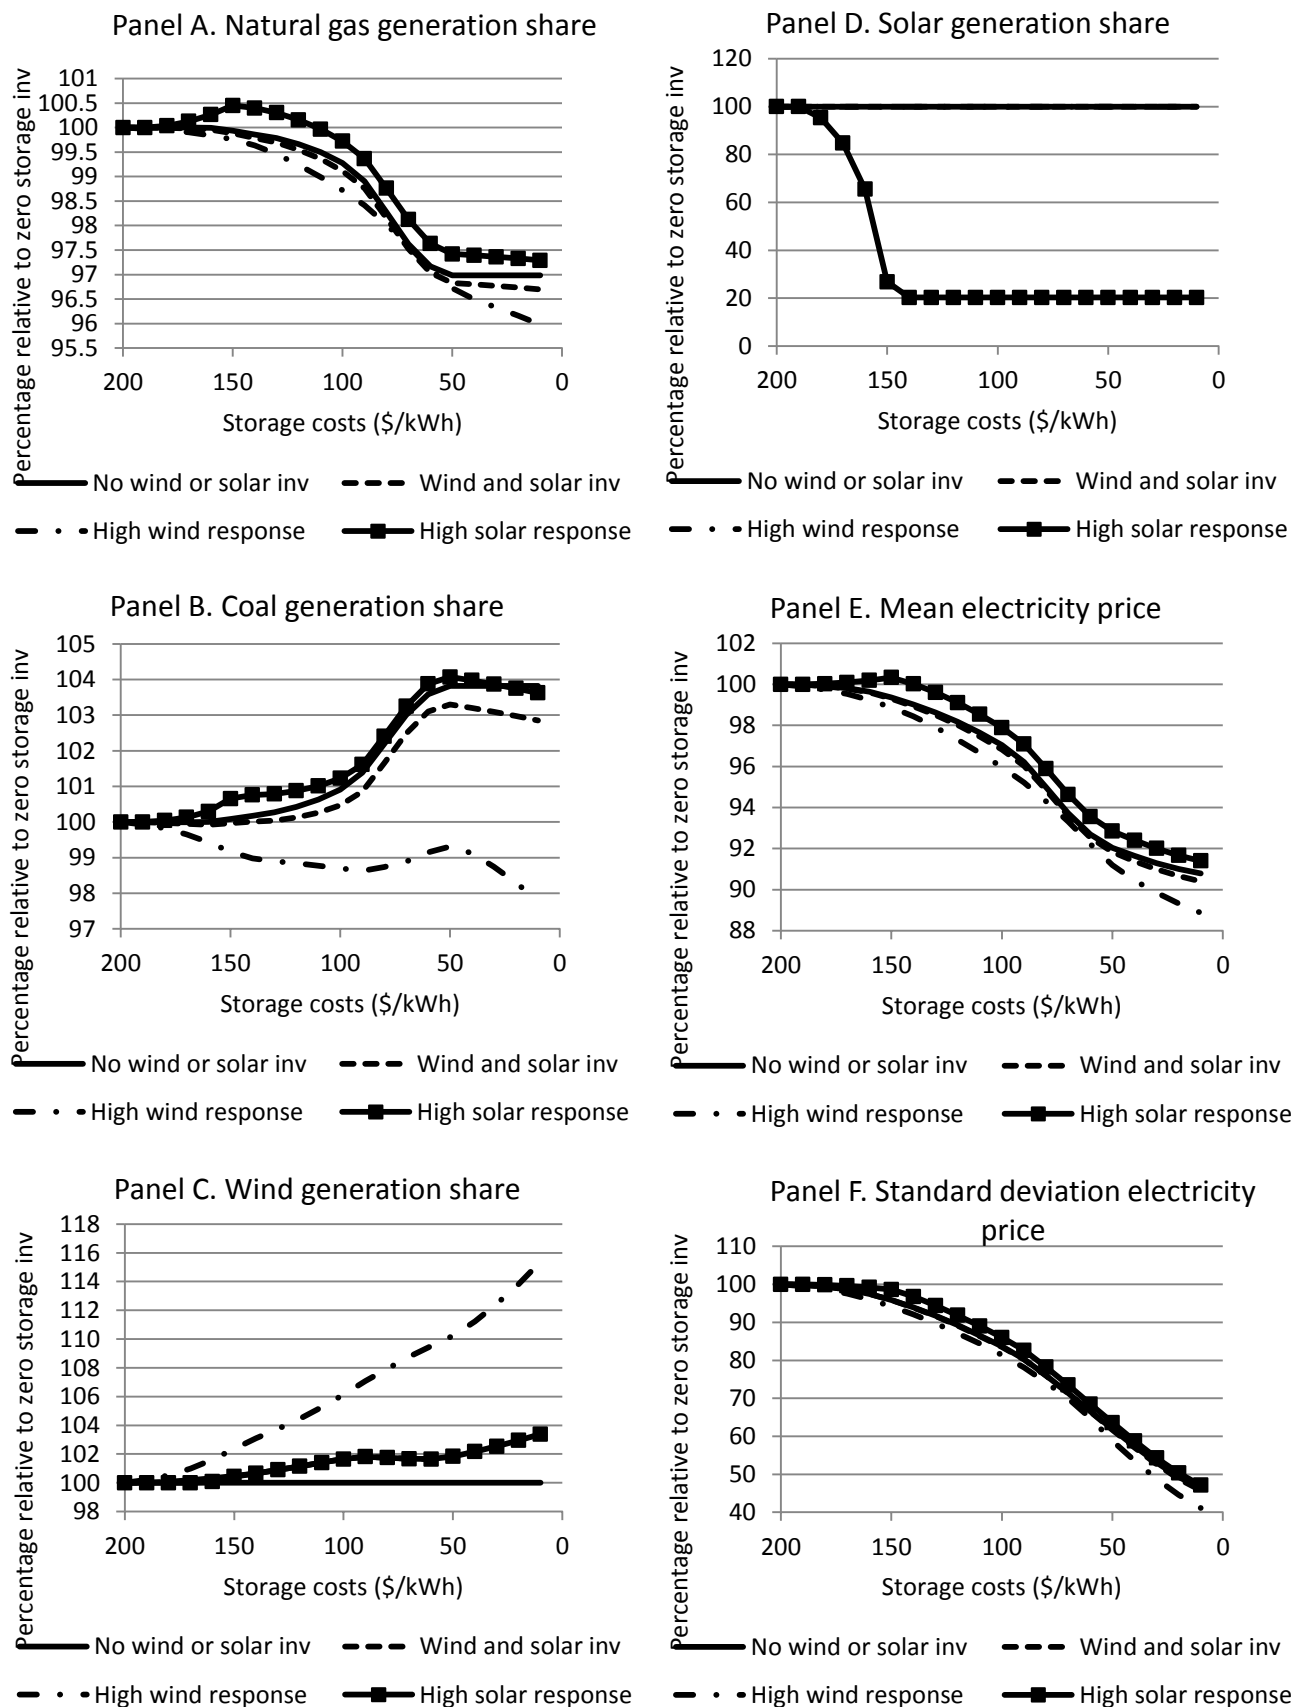 Panel A. Natural gas generation share
Percentage relative to zero storage inv
101
100.5
100
99.5
99
98.5
98
97.5
97
96.5
96
95.5
200 150 100 50 0
Storage costs ($/kWh)
No wind or solar inv Wind and solar inv
High wind response High solar response
Panel D. Solar generation share
Percentage relative to zero storage inv
120
100
80
60
40
20
0
200 150 100 50 0
Storage costs ($/kWh)
No wind or solar inv Wind and solar inv
High wind response High solar response
Panel B. Coal generation share
Percentage relative to zero storage inv
105
104
103
102
101
100
99
98
97
200 150 100 50 0
Storage costs ($/kWh)
No wind or solar inv Wind and solar inv
High wind response High solar response
Panel E. Mean electricity price
Percentage relative to zero storage inv
102
100
98
96
94
92
90
88
200 150 100 50 0
Storage costs ($/kWh)
No wind or solar inv Wind and solar inv
High wind response High solar response
Panel C. Wind generation share
Percentage relative to zero storage inv
118
116
114
112
110
108
106
104
102
100
98
200 150 100 50 0
Storage costs ($/kWh)
No wind or solar inv Wind and solar inv
High wind response High solar response
Panel F. Standard deviation electricity
price
Percentage relative to zero storage inv
110
100
90
80
70
60
50
40
200 150 100 50 0
Storage costs ($/kWh)
No wind or solar inv Wind and solar inv
High wind response High solar response